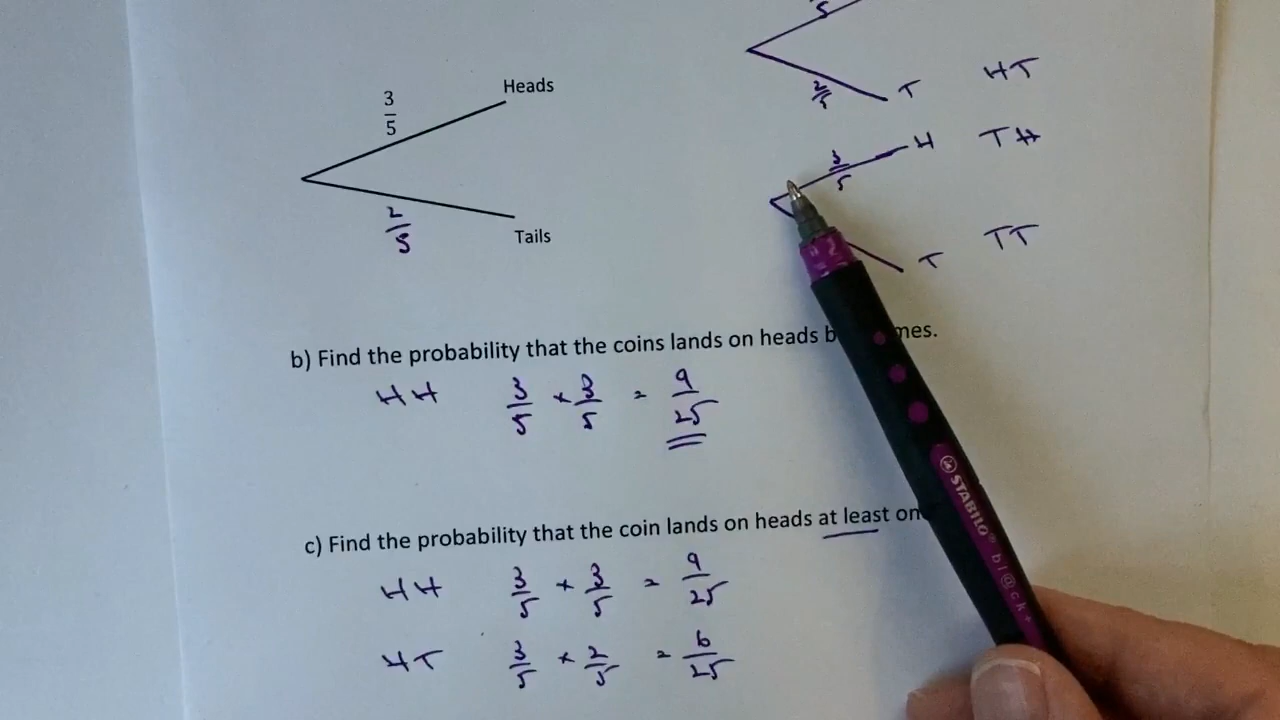 5
Heads
3/5
2/5
Tails
2/5 T HT
3/5 H TH
T TT
b) Find the probability that the coins lands on heads b mes.
HH 3/5 × 3/5 = 9/25
c) Find the probability that the coin lands on heads at least on
HH 3/5 × 3/5 = 9/25
HT 3/5 × 2/5 = 6/25
STABILO® bl@ck+